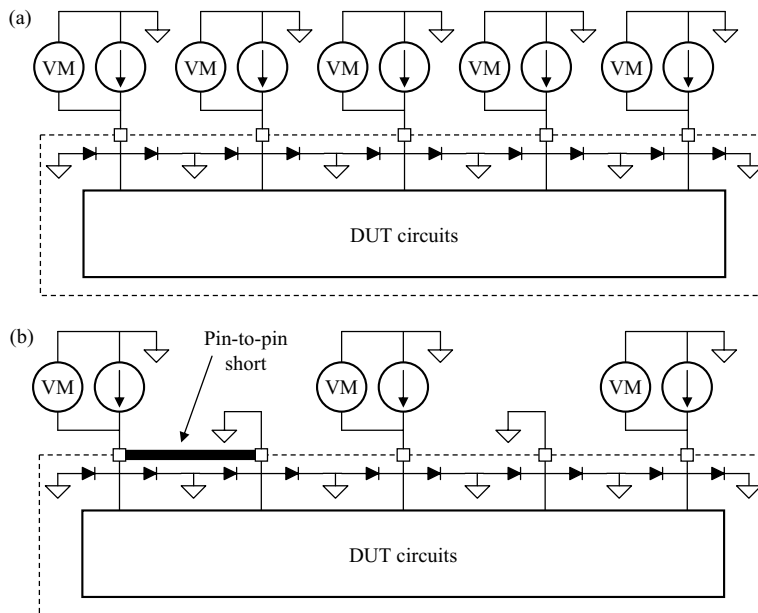 (a)
VM VM VM VM VM
DUT circuits
(b)
Pin-to-pin
short
VM VM VM
DUT circuits